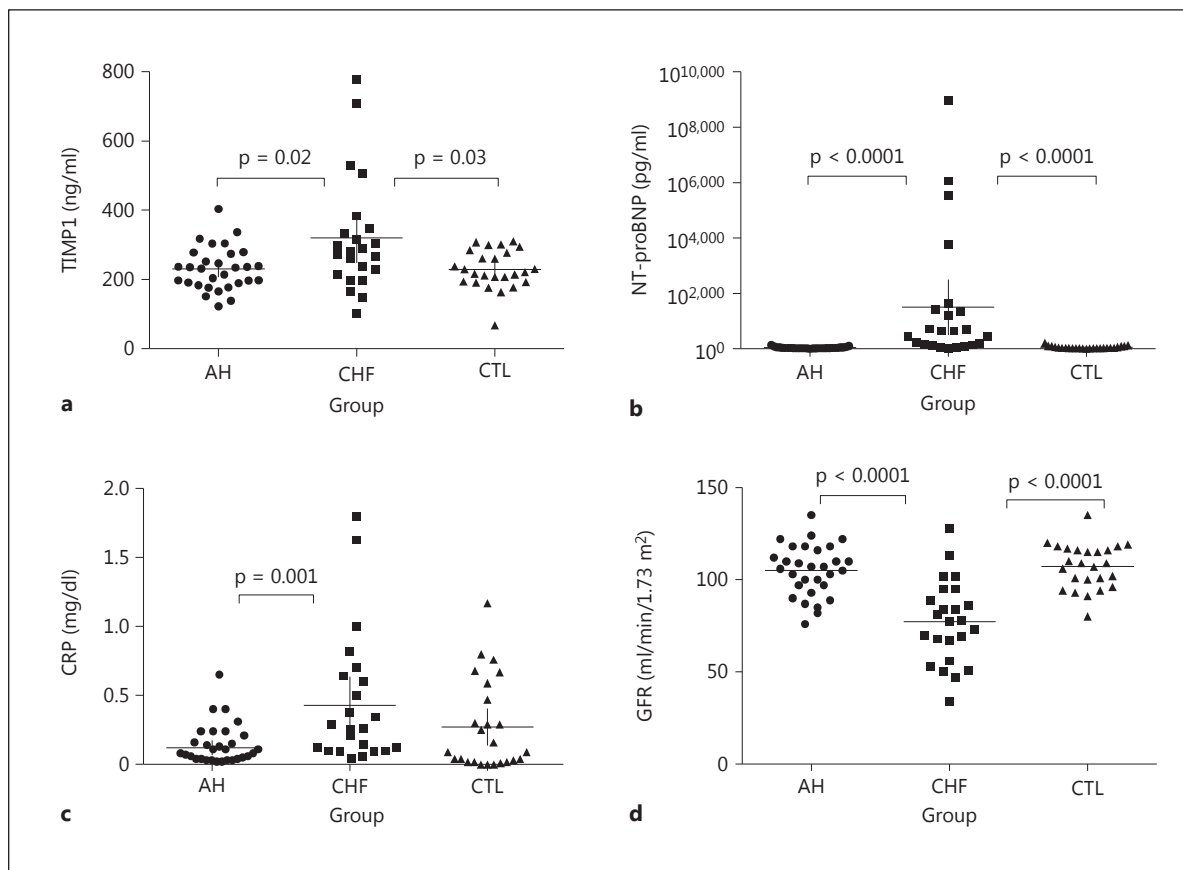 800
600
400
200
0
TIMP1 (ng/ml)
p = 0.02
p = 0.03
AH
CHF
CTL
Group
a
10^10,000
10^8,000
10^6,000
10^4,000
10^2,000
10^0
NT-proBNP (pg/ml)
p < 0.0001
p < 0.0001
AH
CHF
CTL
Group
b
2.0
1.5
1.0
0.5
0
CRP (mg/dl)
p = 0.001
AH
CHF
CTL
Group
c
150
100
50
0
GFR (ml/min/1.73 m²)
p < 0.0001
p < 0.0001
AH
CHF
CTL
Group
d